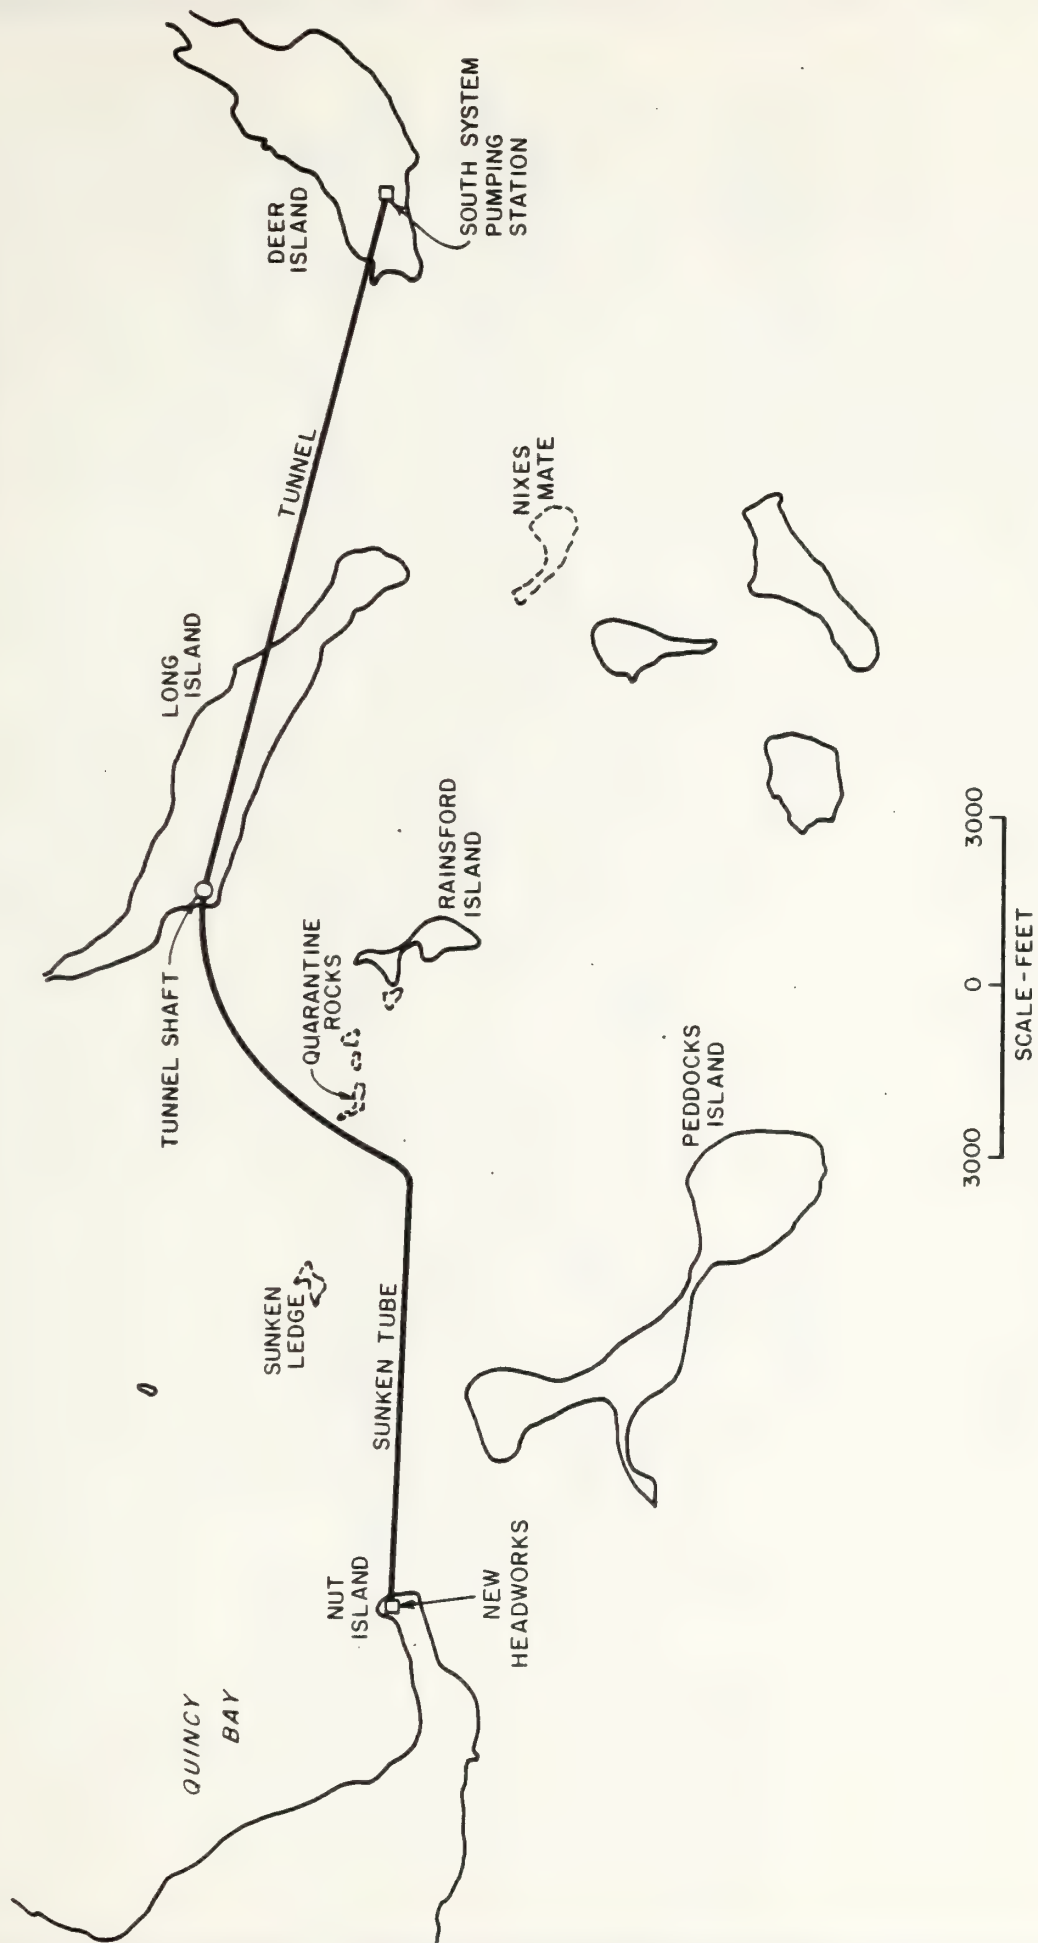 QUINCY
BAY
NUT
ISLAND
NEW
HEADWORKS
SUNKEN TUBE
SUNKEN
LEDGE
PEDDOCKS
ISLAND
QUARANTINE
ROCKS
TUNNEL SHAFT
RAINSFORD
ISLAND
LONG
ISLAND
TUNNEL
NIXES
MATE
DEER
ISLAND
SOUTH SYSTEM
PUMPING
STATION
3000 0 3000
SCALE-FEET